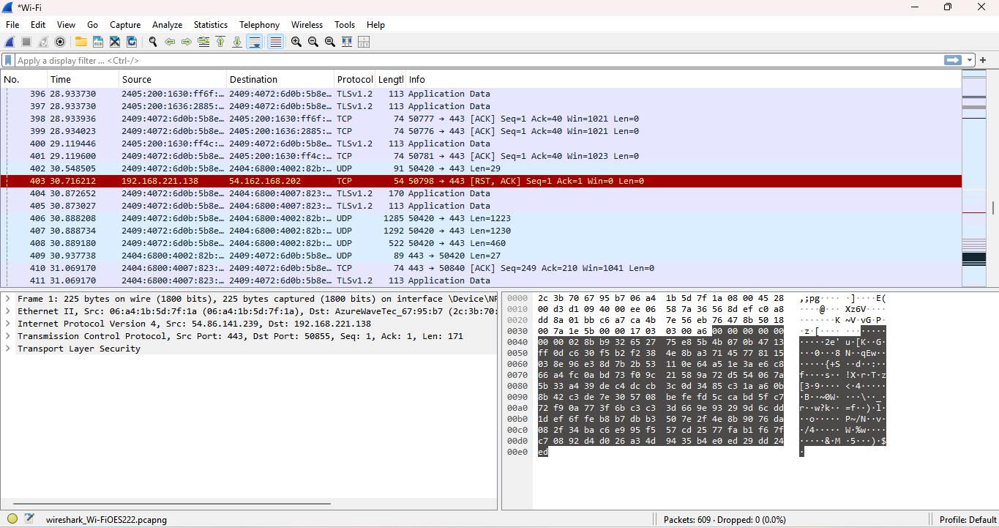 *Wi-Fi
File Edit View Go Capture Analyze Statistics Telephony Wireless Tools Help
Apply a display filter ... <Ctrl-/>
No. Time Source Destination Protocol Lengtl Info
396 28.933730 2405:200:1630:ff6f:… 2409:4072:6d0b:5b8e… TLSv1.2 113 Application Data
397 28.933730 2405:200:1636:2885:… 2409:4072:6d0b:5b8e… TLSv1.2 113 Application Data
398 28.933936 2409:4072:6d0b:5b8e… 2405:200:1630:ff6f:… TCP 74 50777 → 443 [ACK] Seq=1 Ack=40 Win=1021 Len=0
399 28.934023 2409:4072:6d0b:5b8e… 2405:200:1636:2885:… TCP 74 50776 → 443 [ACK] Seq=1 Ack=40 Win=1021 Len=0
400 29.119446 2405:200:1630:ff4c:… 2409:4072:6d0b:5b8e… TLSv1.2 113 Application Data
401 29.119600 2409:4072:6d0b:5b8e… 2405:200:1630:ff4c:… TCP 74 50781 → 443 [ACK] Seq=1 Ack=40 Win=1023 Len=0
402 30.548505 2409:4072:6d0b:5b8e… 2404:6800:4002:82b:… UDP 91 50420 → 443 Len=29
403 30.716212 192.168.221.138 54.162.168.202 TCP 54 50798 → 443 [RST, ACK] Seq=1 Ack=1 Win=0 Len=0
404 30.872652 2409:4072:6d0b:5b8e… 2404:6800:4007:823:… TLSv1.2 170 Application Data
405 30.873027 2409:4072:6d0b:5b8e… 2404:6800:4007:823:… TLSv1.2 113 Application Data
406 30.888208 2409:4072:6d0b:5b8e… 2404:6800:4002:82b:… UDP 1285 50420 → 443 Len=1223
407 30.888734 2409:4072:6d0b:5b8e… 2404:6800:4002:82b:… UDP 1292 50420 → 443 Len=1230
408 30.889180 2409:4072:6d0b:5b8e… 2404:6800:4002:82b:… UDP 522 50420 → 443 Len=460
409 30.937738 2404:6800:4002:82b:… 2409:4072:6d0b:5b8e… UDP 89 443 → 50420 Len=27
410 31.069170 2404:6800:4007:823:… 2409:4072:6d0b:5b8e… TCP 74 443 → 50840 [ACK] Seq=249 Ack=210 Win=1041 Len=0
411 31.069170 2404:6800:4007:823:… 2409:4072:6d0b:5b8e… TLSv1.2 113 Application Data
Frame 1: 225 bytes on wire (1800 bits), 225 bytes captured (1800 bits) on interface \Device\NP
Ethernet II, Src: 06:a4:1b:5d:7f:1a (06:a4:1b:5d:7f:1a), Dst: AzureWaveTec_67:95:b7 (2c:3b:70:
Internet Protocol Version 4, Src: 54.86.141.239, Dst: 192.168.221.138
Transmission Control Protocol, Src Port: 443, Dst Port: 50855, Seq: 1, Ack: 1, Len: 171
Transport Layer Security
0000 2c 3b 70 67 95 b7 06 a4 1b 5d 7f 1a 08 00 45 28 ,;pg···· ·]····E(
0010 00 d3 d1 09 40 00 ee 06 58 7a 36 56 8d ef c0 a8 ····@··· Xz6V····
0020 dd 8a 01 bb c6 a7 ca 4b 7e 56 eb 76 47 8b 50 18 ·······K ~V·vG·P·
0030 00 7a 1e 5b 00 00 17 03 03 00 a6 00 00 00 00 00 ·z·[···· ········
0040 00 00 02 8b b9 32 65 27 75 e8 5b 4b 07 0b 47 13 ·····2e' u·[K··G·
0050 ff 0d c6 30 f5 b2 f2 38 4e 8b a3 71 45 77 81 15 ···0···8 N··qEw··
0060 03 8e 96 e3 8d 7b 2b 53 11 0e 64 a5 1e 3a e6 c8 ·····{+S ··d··:··
0070 66 a4 fc 0a bd 73 f0 9c 21 58 9a 72 d5 54 06 7a f····s·· !X·r·T·z
0080 5b 33 a4 39 de c4 dc cb 3c 0d 34 85 c3 1a a6 0b [3·9···· <·4·····
0090 8b 42 c3 de 7e 30 57 08 be fe fd 5c ca bd 5f c7 ·B··~0W· ···\··_·
00a0 72 f9 0a 77 3f 6b c3 c3 3d 66 9e 93 29 9d 6c dd r··w?k·· =f··)·l·
00b0 1d ef 6f fe b8 b7 db b3 50 7e 2f 4e 8b 90 76 da ··o····· P~/N··v·
00c0 08 2f 34 ba c6 e9 95 f5 57 cd 25 77 fa b1 f6 7f ·/4····· W·%w····
00d0 c7 08 92 d4 d0 26 a3 4d 94 35 b4 e0 ed 29 dd 24 ·····&·M ·5···)·$
00e0 ed ·
wireshark_Wi-FiOES222.pcapng Packets: 609 · Dropped: 0 (0.0%) Profile: Default